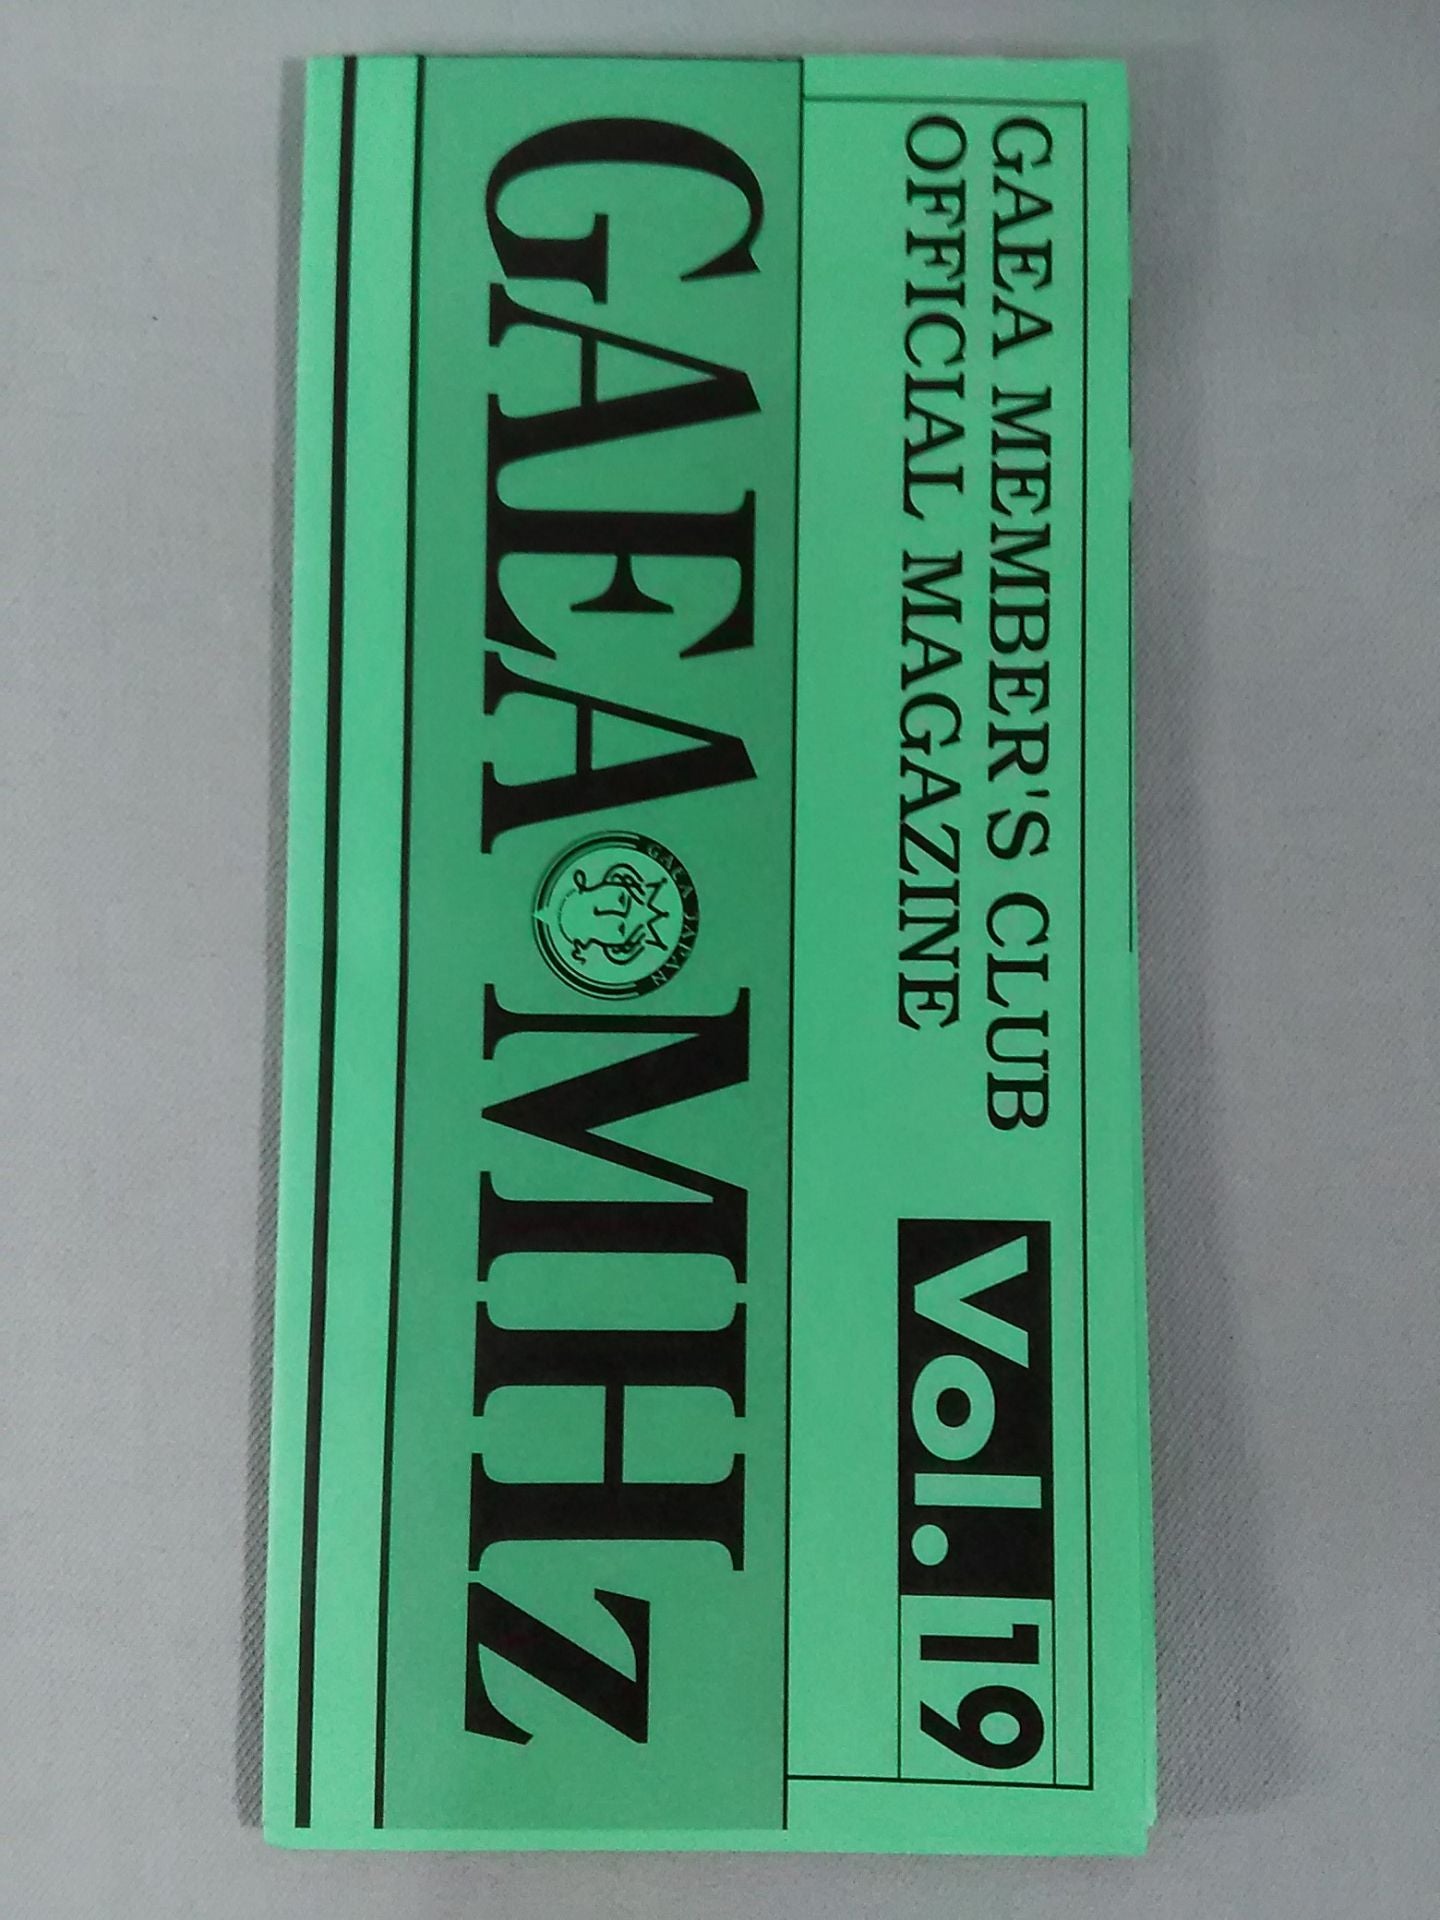 GAEA MEMBER'S CLUB
OFFICIAL MAGAZINE
Vol. 19
GAEA MHz
GAEA JAPAN